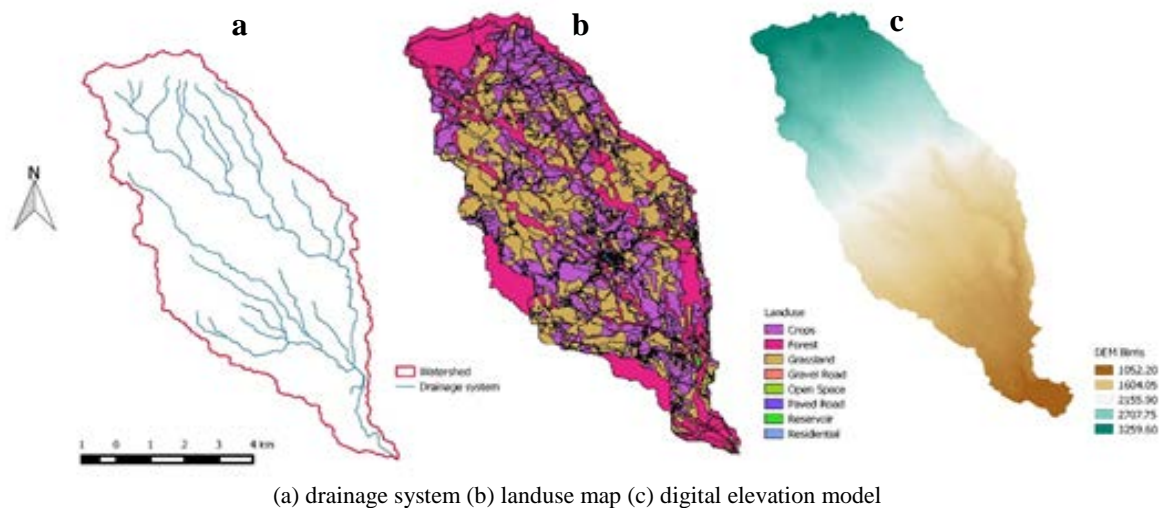 a
b
c
N
Watershed
Drainage system
1 0 1 2 3 4 km
Landuse
Crops
Forest
Grassland
Gravel Road
Open Space
Paved Road
Reservoir
Residential
1052.20
1604.05
2155.90
2707.75
3259.60
(a) drainage system (b) landuse map (c) digital elevation model